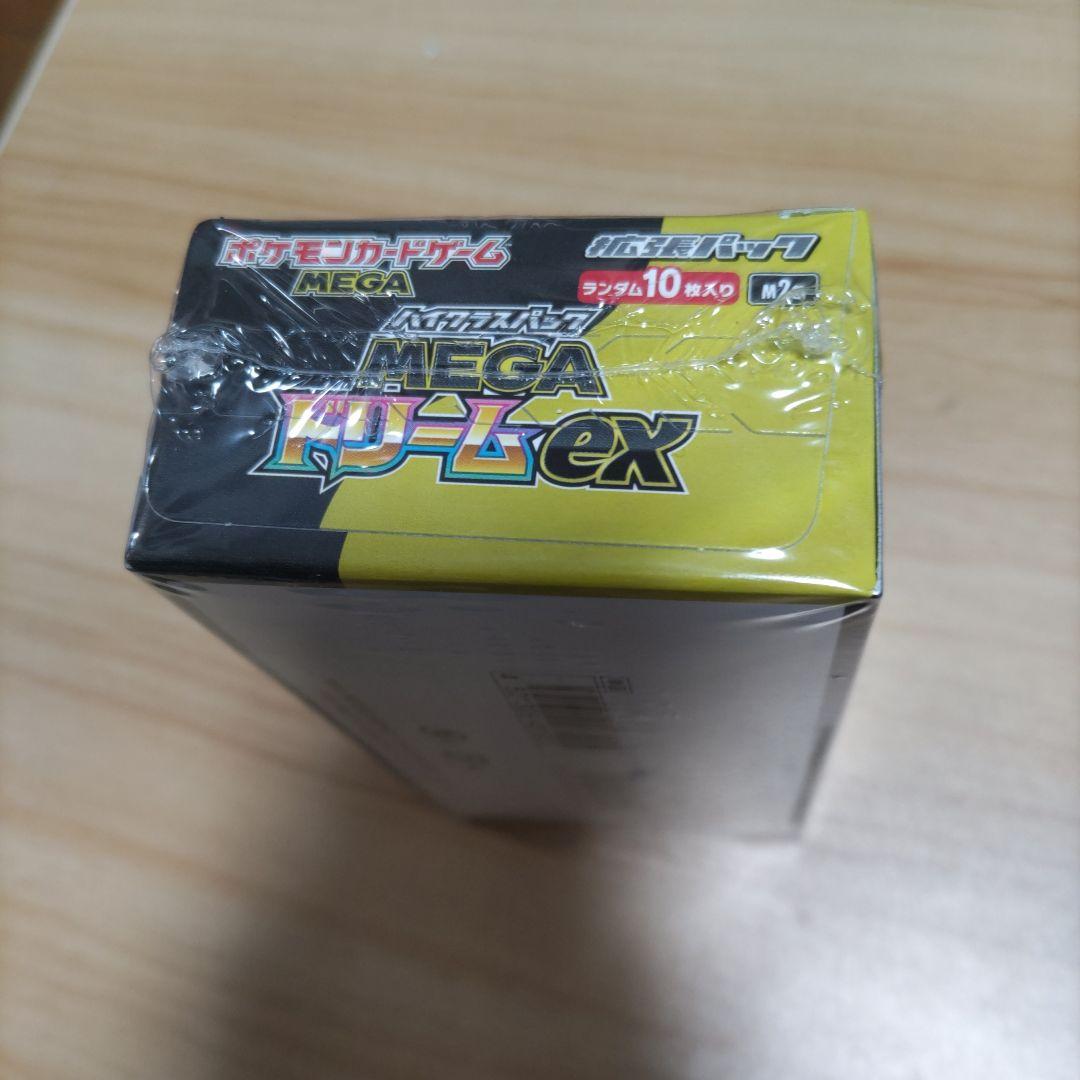 ポケモンカードゲーム
MEGA
拡張パック
ランダム10枚入り
ハイクラスパック
MEGA
ドリームex